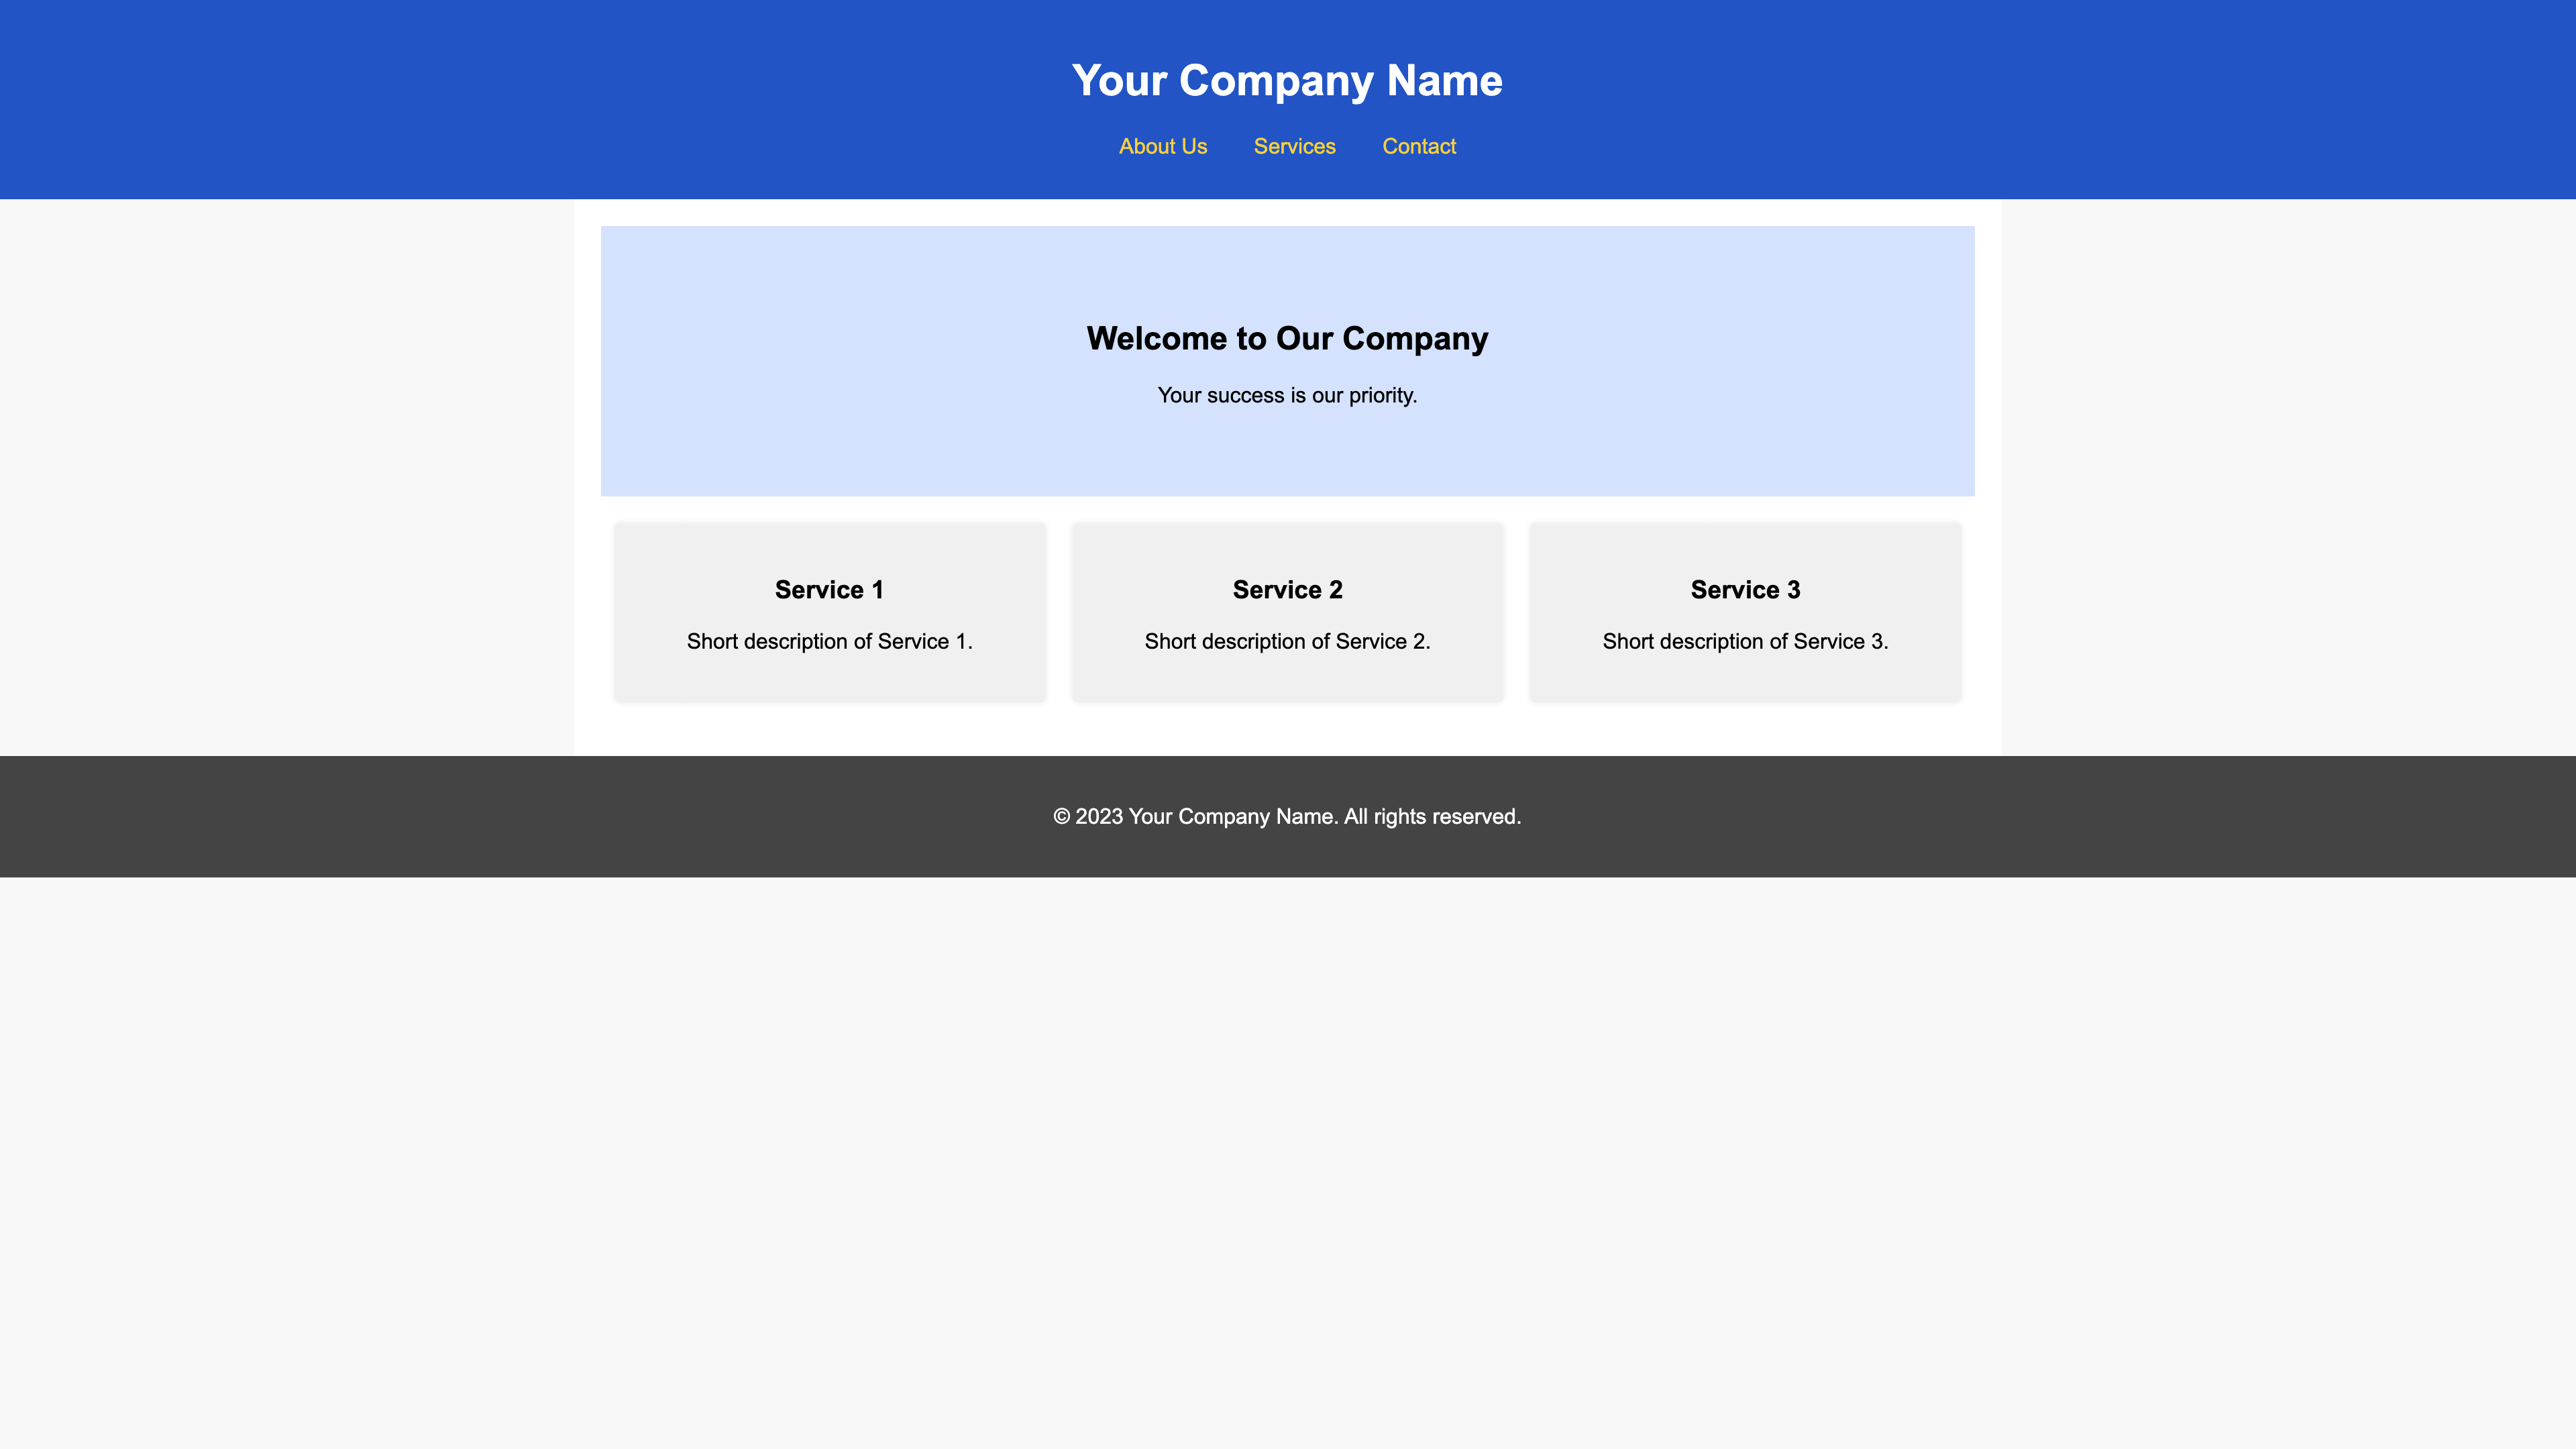 Your Company Name
About Us Services Contact
Welcome to Our Company
Your success is our priority.
Service 1
Short description of Service 1.
Service 2
Short description of Service 2.
Service 3
Short description of Service 3.
© 2023 Your Company Name. All rights reserved.